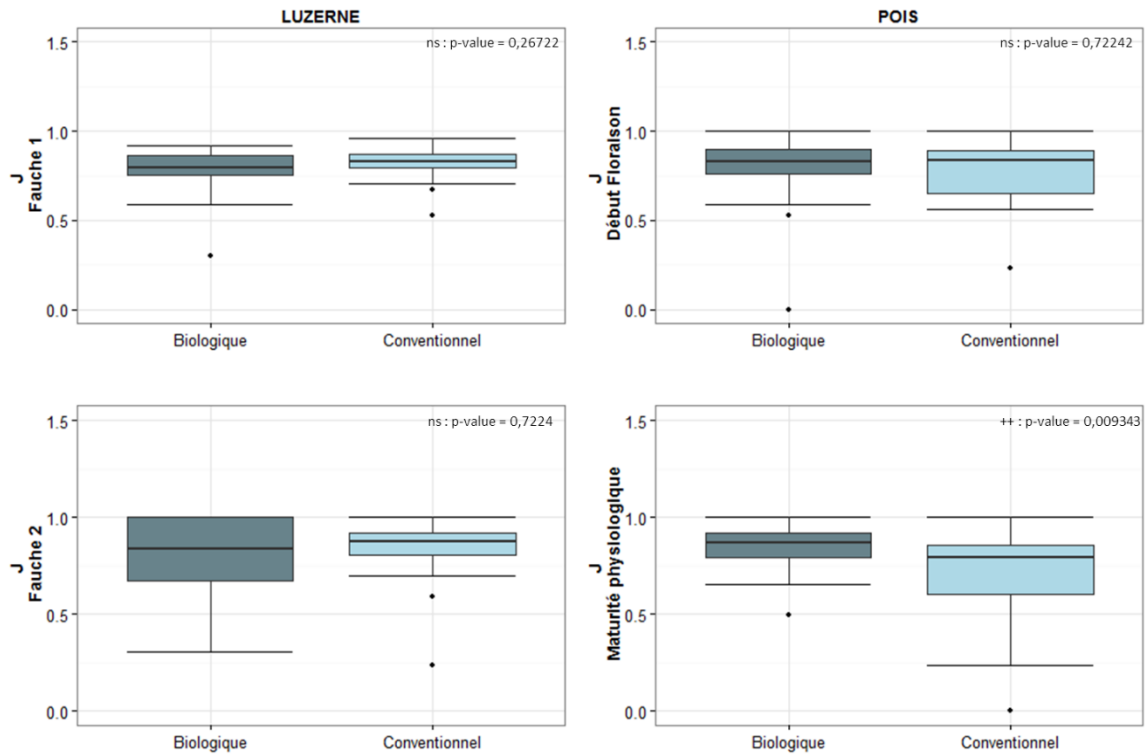 LUZERNE
POIS
ns : p-value = 0,26722
1.5
1.0
0.5
0.0
J
Fauche 1
Biologique
Conventionnel
ns : p-value = 0,72242
1.5
1.0
0.5
0.0
J
Début Floraison
Biologique
Conventionnel
ns : p-value = 0,7224
1.5
1.0
0.5
0.0
J
Fauche 2
Biologique
Conventionnel
++ : p-value = 0,009343
1.5
1.0
0.5
0.0
J
Maturité physiologique
Biologique
Conventionnel